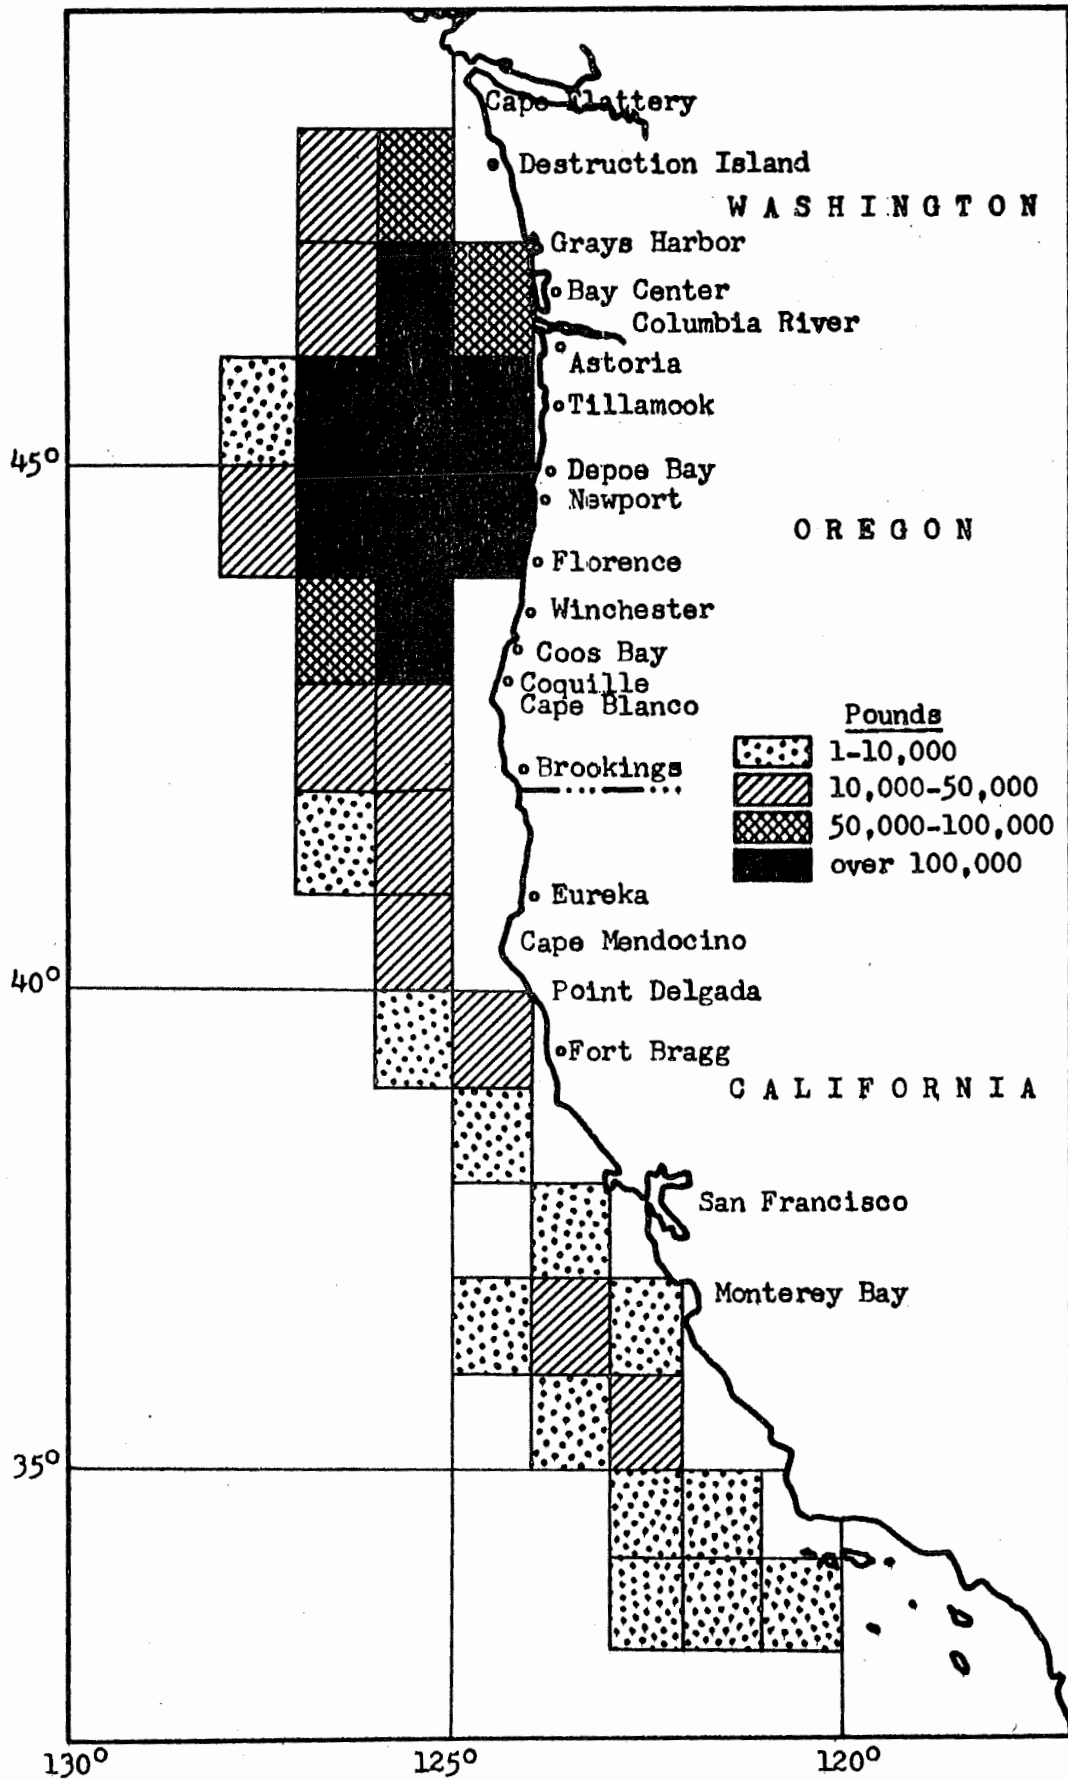 Cape Flattery
Destruction Island
WASHINGTON
Grays Harbor
Bay Center
Columbia River
Astoria
Tillamook
45°
Depoe Bay
Newport
OREGON
Florence
Winchester
Coos Bay
Coquille
Cape Blanco
Pounds
1-10,000
Brookings
10,000-50,000
50,000-100,000
over 100,000
Eureka
Cape Mendocino
40°
Point Delgada
Fort Bragg
CALIFORNIA
San Francisco
Monterey Bay
35°
130°
125°
120°